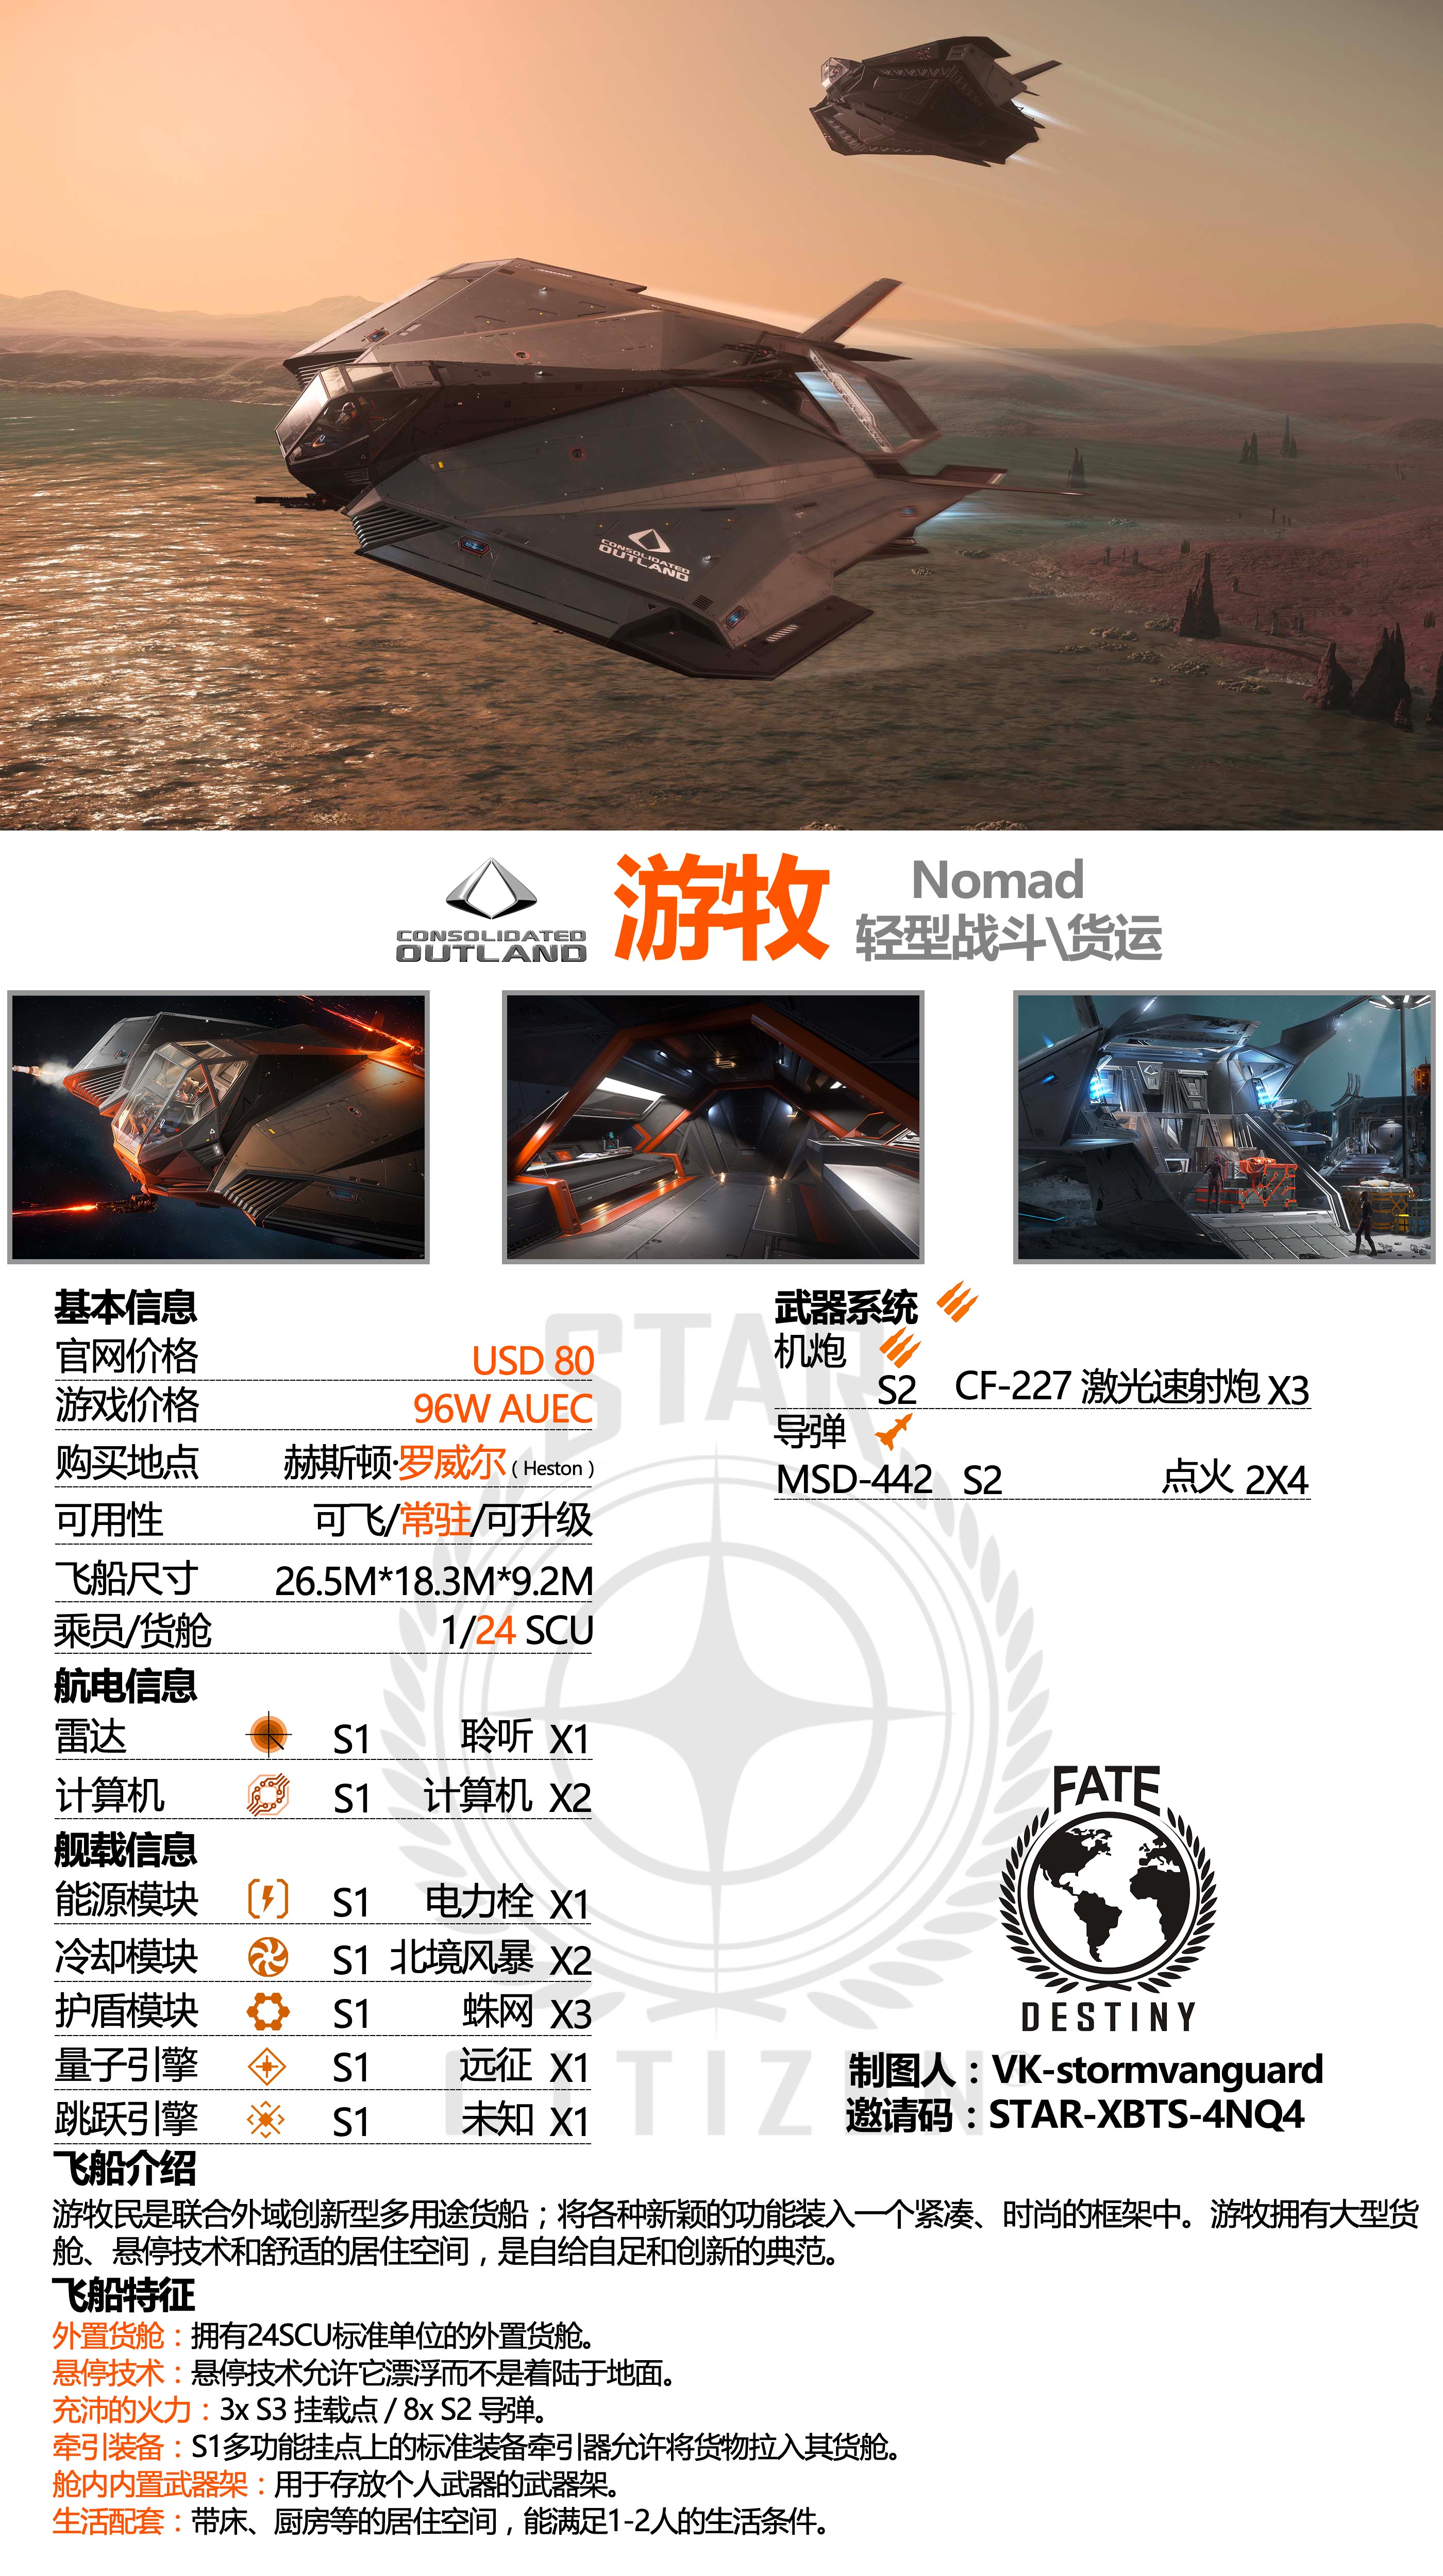 CONSOLIDATED
OUTLAND
CONSOLIDATED
OUTLAND
游牧
Nomad
轻型战斗\货运
基本信息
官网价格 USD 80
游戏价格 96W AUEC
购买地点 赫斯顿·罗威尔（Heston）
可用性 可飞/常驻/可升级
飞船尺寸 26.5M*18.3M*9.2M
乘员/货舱 1/24 SCU
航电信息
雷达 S1 聆听 X1
计算机 S1 计算机 X2
舰载信息
能源模块 S1 电力栓 X1
冷却模块 S1 北境风暴 X2
护盾模块 S1 蛛网 X3
量子引擎 S1 远征 X1
跳跃引擎 S1 未知 X1
武器系统
机炮
S2 CF-227 激光速射炮 X3
导弹
MSD-442 S2 点火 2X4
STAR
CITIZEN
FATE
DESTINY
制图人：VK-stormvanguard
邀请码：STAR-XBTS-4NQ4
飞船介绍
游牧民是联合外域创新型多用途货船；将各种新颖的功能装入一个紧凑、时尚的框架中。游牧拥有大型货
舱、悬停技术和舒适的居住空间，是自给自足和创新的典范。
飞船特征
外置货舱：拥有24SCU标准单位的外置货舱。
悬停技术：悬停技术允许它漂浮而不是着陆于地面。
充沛的火力：3x S3 挂载点 / 8x S2 导弹。
牵引装备：S1多功能挂点上的标准装备牵引器允许将货物拉入其货舱。
舱内内置武器架：用于存放个人武器的武器架。
生活配套：带床、厨房等的居住空间，能满足1-2人的生活条件。